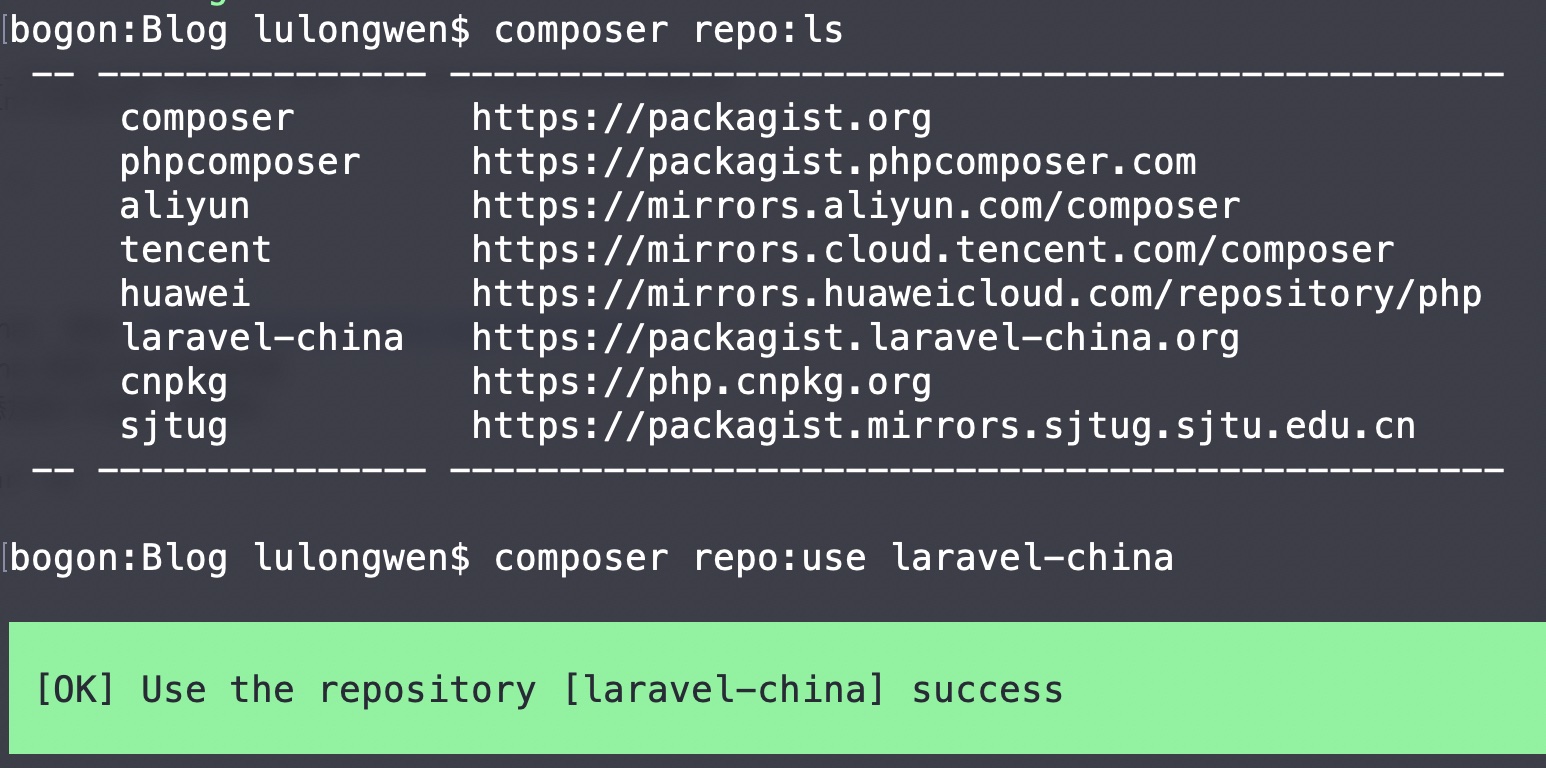 [bogon:Blog lulongwen$ composer repo:ls
-- --------------- ------------------------------------------------
composer https://packagist.org
phpcomposer https://packagist.phpcomposer.com
aliyun https://mirrors.aliyun.com/composer
tencent https://mirrors.cloud.tencent.com/composer
huawei https://mirrors.huaweicloud.com/repository/php
laravel-china https://packagist.laravel-china.org
cnpkg https://php.cnpkg.org
sjtug https://packagist.mirrors.sjtug.sjtu.edu.cn
-- --------------- ------------------------------------------------
[bogon:Blog lulongwen$ composer repo:use laravel-china
[OK] Use the repository [laravel-china] success